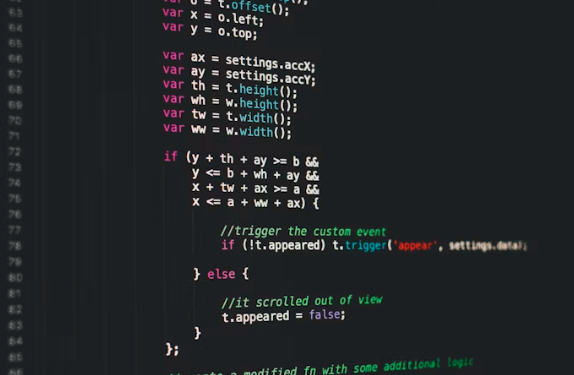 var o = t.offset();
63 var x = o.left;
64 var y = o.top;
65
66 var ax = settings.accX;
67 var ay = settings.accY;
68 var th = t.height();
69 var wh = w.height();
70 var tw = t.width();
71 var ww = w.width();
72
73 if (y + th + ay >= b &&
74 y <= b + wh + ay &&
75 x + tw + ax >= a &&
76 x <= a + ww + ax) {
77 //trigger the custom event
78 if (!t.appeared) t.trigger('appear', settings.data);
79
80 } else {
81
82 //it scrolled out of view
83 t.appeared = false;
84 }
85 };
86 a modified fn with some additional logic